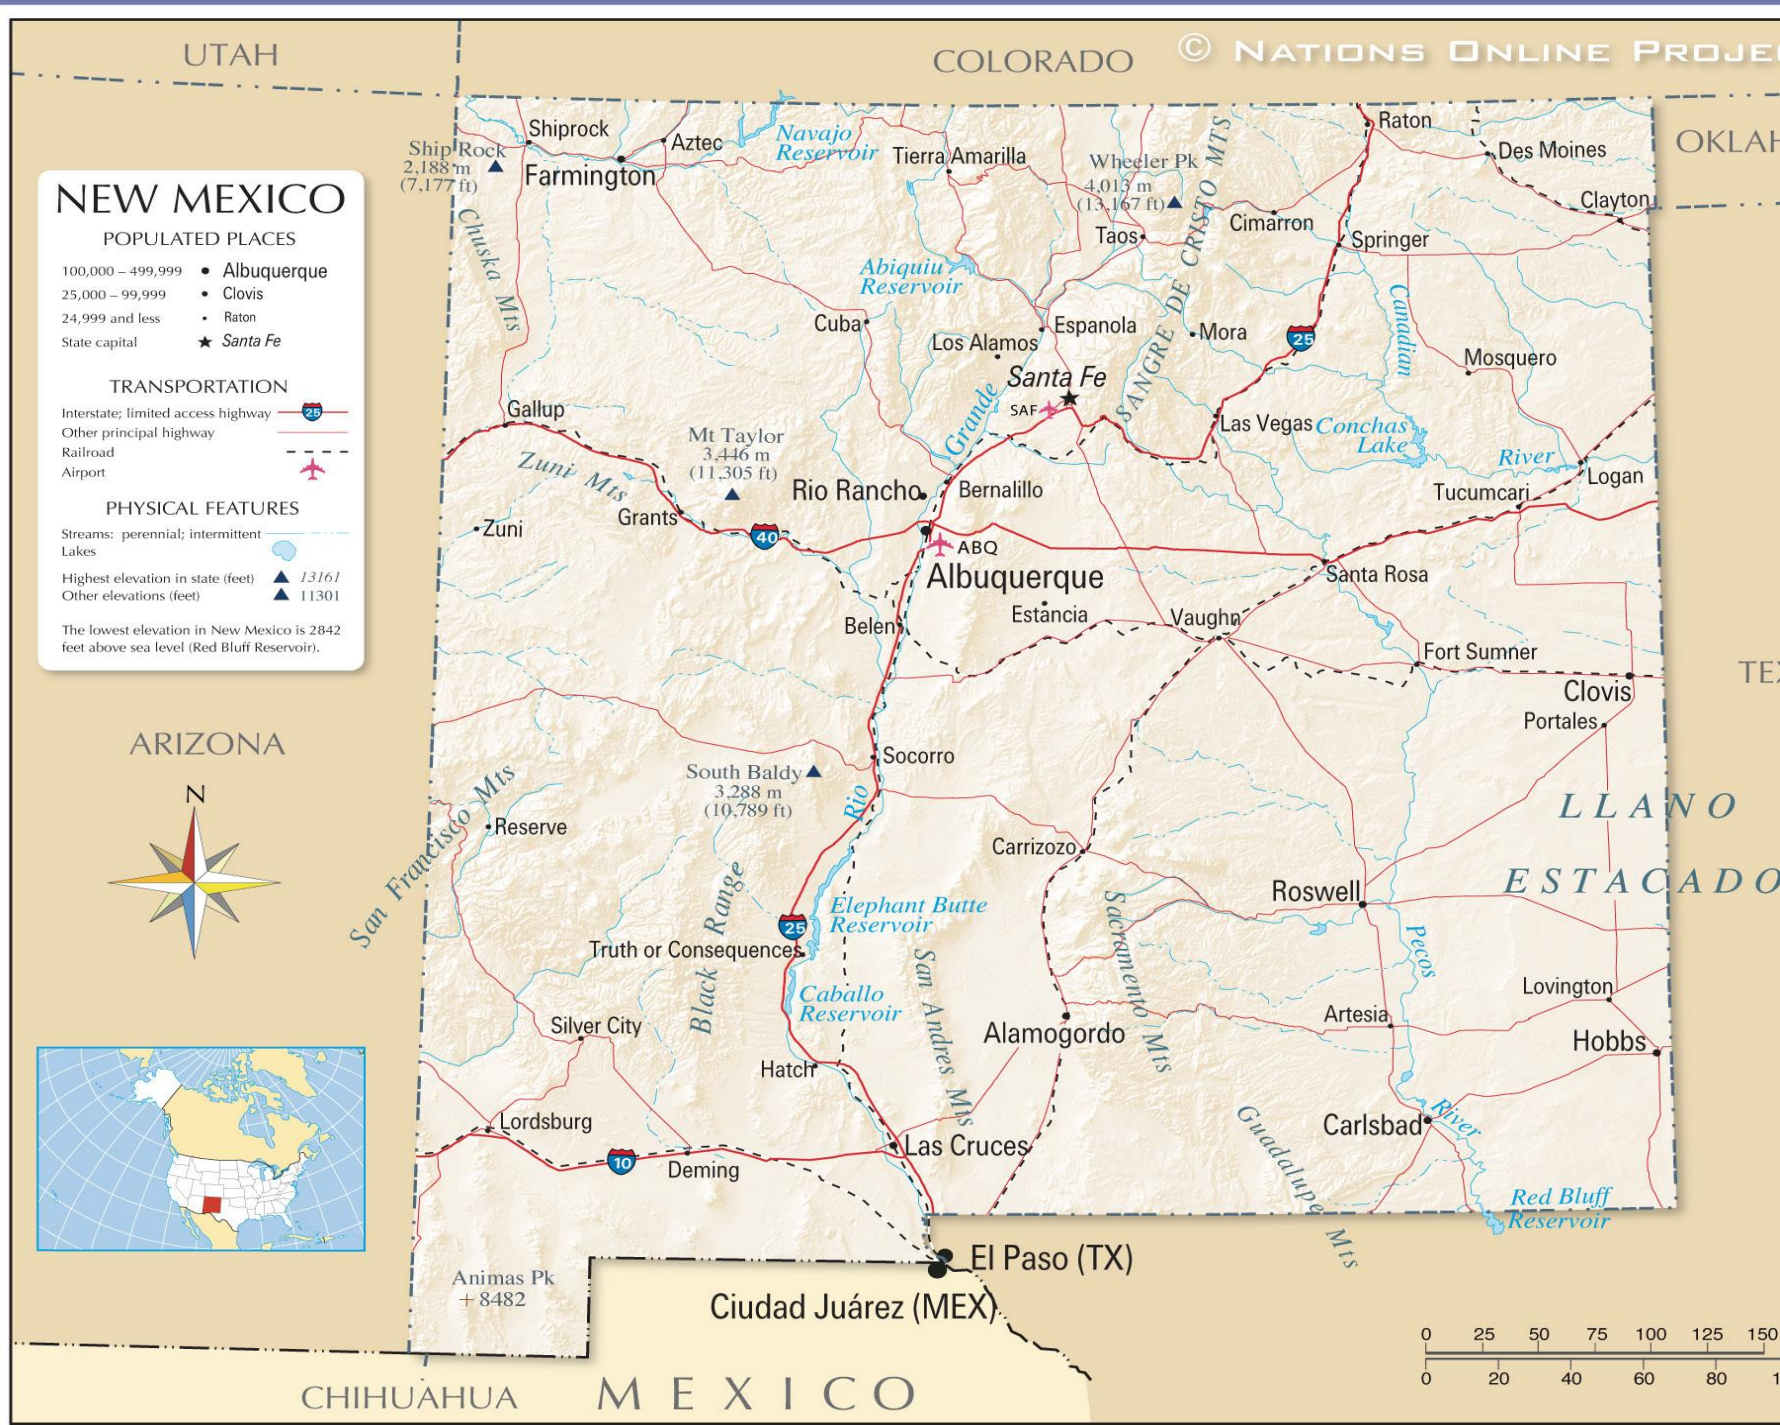 UTAH
COLORADO
© NATIONS ONLINE PROJE
OKLAH
ARIZONA
TEX
NEW MEXICO
POPULATED PLACES
100,000 – 499,999 Albuquerque
25,000 – 99,999 Clovis
24,999 and less Raton
State capital Santa Fe
TRANSPORTATION
Interstate; limited access highway 25
Other principal highway
Railroad
Airport
PHYSICAL FEATURES
Streams: perennial; intermittent
Lakes
Highest elevation in state (feet) 13161
Other elevations (feet) 11301
The lowest elevation in New Mexico is 2842
feet above sea level (Red Bluff Reservoir).
N
Ship Rock
2,188 m
(7,177 ft)
Shiprock
Aztec
Farmington
Navajo
Reservoir
Tierra Amarilla
Wheeler Pk
4,013 m
(13,167 ft)
Taos
Cimarron
Raton
Des Moines
Clayton
Springer
Chuska Mts
Abiquiu
Reservoir
Cuba
Los Alamos
Espanola
Santa Fe
SAF
SANGRE DE CRISTO MTS
Mora
25
Canadian
Mosquero
Gallup
Zuni Mts
Zuni
Mt Taylor
3,446 m
(11,305 ft)
Grants
40
Grande
Rio Rancho
Bernalillo
Las Vegas
Conchas
Lake
River
Logan
Tucumcari
ABQ
Albuquerque
Santa Rosa
Estancia
Belen
Vaughn
Fort Sumner
Clovis
Portales
Socorro
South Baldy
3,288 m
(10,789 ft)
Rio
San Francisco Mts
Reserve
LLANO
ESTACADO
Carrizozo
Roswell
Black Range
Elephant Butte
Reservoir
25
Truth or Consequences
Caballo
Reservoir
San Andres Mts
Sacramento Mts
Pecos
Lovington
Artesia
Hobbs
Silver City
Alamogordo
Hatch
Lordsburg
10
Deming
Las Cruces
Carlsbad
River
Guadalupe Mts
Red Bluff
Reservoir
El Paso (TX)
Animas Pk
+ 8482
Ciudad Juárez (MEX)
CHIHUAHUA
MEXICO
0 25 50 75 100 125 150
0 20 40 60 80